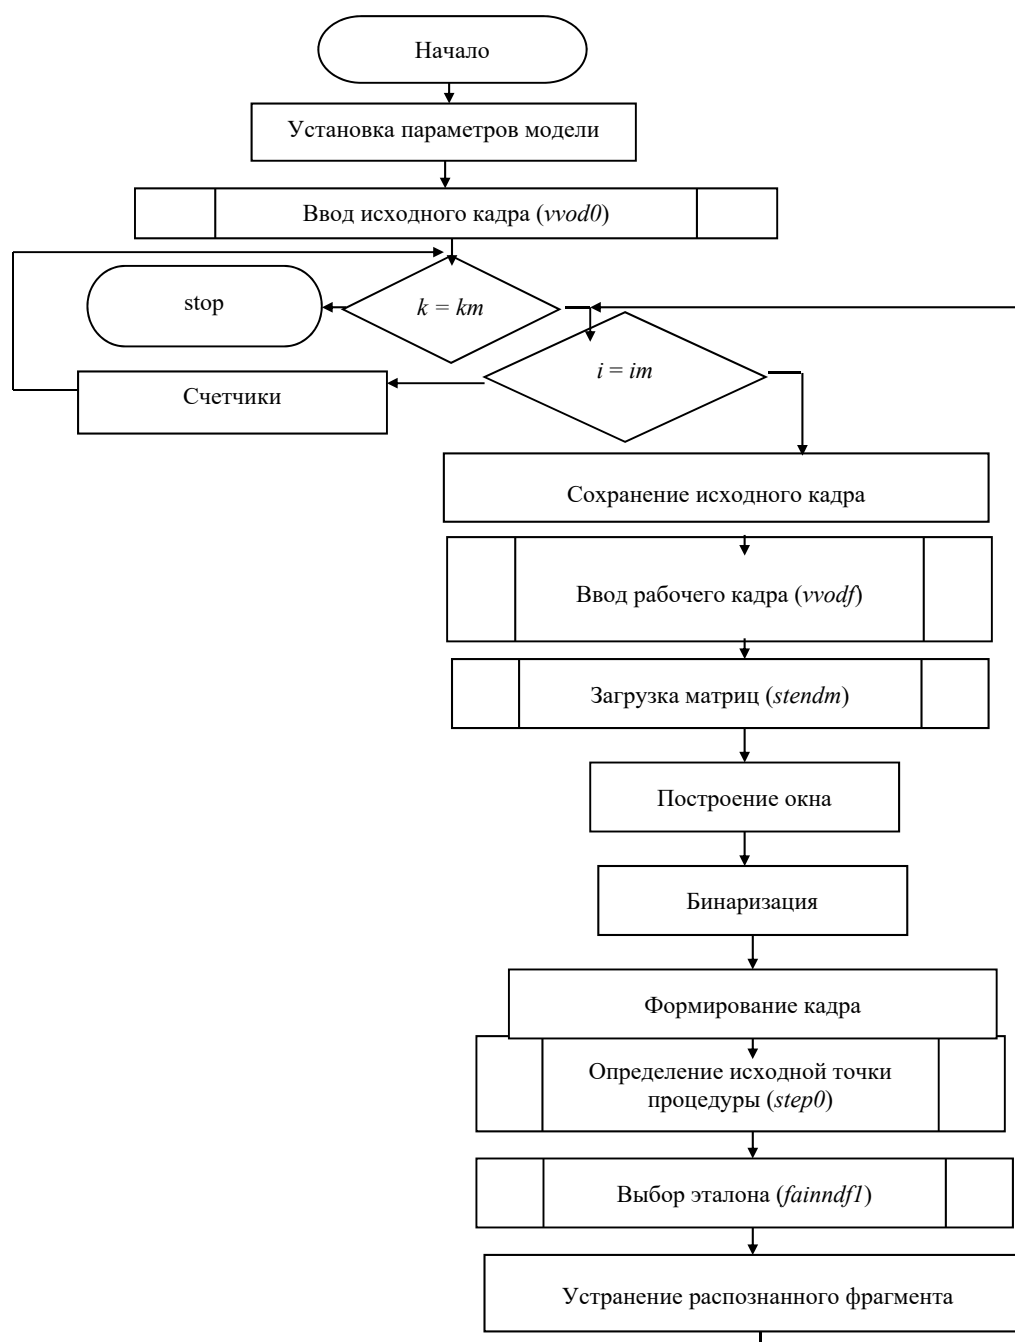 Начало
Установка параметров модели
Ввод исходного кадра (vvod0)
stop
k = km
i = im
Счетчики
Сохранение исходного кадра
Ввод рабочего кадра (vvodf)
Загрузка матриц (stendm)
Построение окна
Бинаризация
Формирование кадра
Определение исходной точки
процедуры (step0)
Выбор эталона (fainndf1)
Устранение распознанного фрагмента